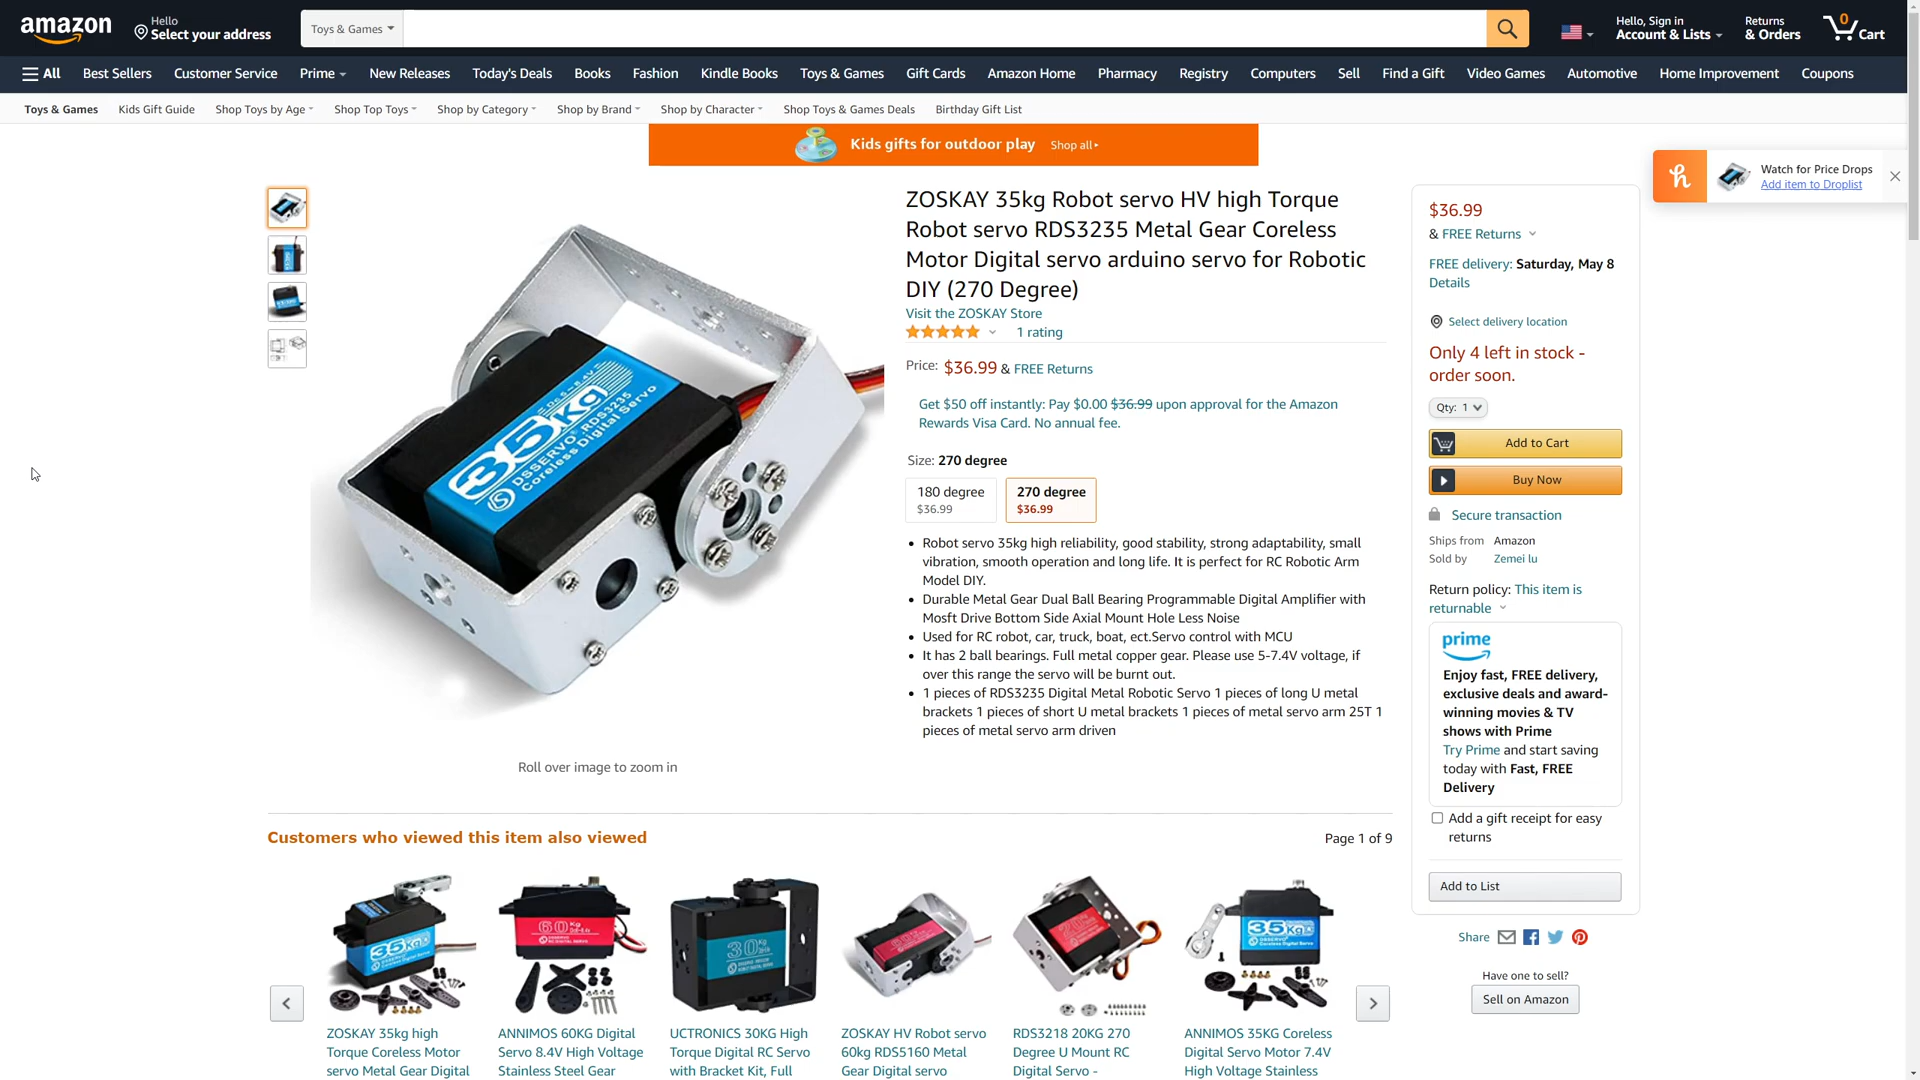 amazon
Hello
Select your address
Toys & Games
Hello, Sign in
Account & Lists
Returns
& Orders
0
Cart
All
Best Sellers
Customer Service
Prime
New Releases
Today's Deals
Books
Fashion
Kindle Books
Toys & Games
Gift Cards
Amazon Home
Pharmacy
Registry
Computers
Sell
Find a Gift
Video Games
Automotive
Home Improvement
Coupons
Toys & Games
Kids Gift Guide
Shop Toys by Age
Shop Top Toys
Shop by Category
Shop by Brand
Shop by Character
Shop Toys & Games Deals
Birthday Gift List
Kids gifts for outdoor play
Shop all
Watch for Price Drops
Add item to Droplist
35Kg
DSSERVO RDS3235
Coreless Digital Servo
Roll over image to zoom in
ZOSKAY 35kg Robot servo HV high Torque
Robot servo RDS3235 Metal Gear Coreless
Motor Digital servo arduino servo for Robotic
DIY (270 Degree)
Visit the ZOSKAY Store
1 rating
Price: $36.99 & FREE Returns
Get $50 off instantly: Pay $0.00 $36.99 upon approval for the Amazon
Rewards Visa Card. No annual fee.
Size: 270 degree
180 degree
$36.99
270 degree
$36.99
• Robot servo 35kg high reliability, good stability, strong adaptability, small
vibration, smooth operation and long life. It is perfect for RC Robotic Arm
Model DIY.
• Durable Metal Gear Dual Ball Bearing Programmable Digital Amplifier with
Mosft Drive Bottom Side Axial Mount Hole Less Noise
• Used for RC robot, car, truck, boat, ect.Servo control with MCU
• It has 2 ball bearings. Full metal copper gear. Please use 5-7.4V voltage, if
over this range the servo will be burnt out.
• 1 pieces of RDS3235 Digital Metal Robotic Servo 1 pieces of long U metal
brackets 1 pieces of short U metal brackets 1 pieces of metal servo arm 25T 1
pieces of metal servo arm driven
$36.99
& FREE Returns
FREE delivery: Saturday, May 8
Details
Select delivery location
Only 4 left in stock -
order soon.
Qty: 1
Add to Cart
Buy Now
Secure transaction
Ships from Amazon
Sold by Zemei lu
Return policy: This item is
returnable
prime
Enjoy fast, FREE delivery,
exclusive deals and award-
winning movies & TV
shows with Prime
Try Prime and start saving
today with Fast, FREE
Delivery
Add a gift receipt for easy
returns
Add to List
Share
Have one to sell?
Sell on Amazon
Customers who viewed this item also viewed
Page 1 of 9
35Kg
60Kg
30Kg
35Kg
ZOSKAY 35kg high
Torque Coreless Motor
servo Metal Gear Digital
ANNIMOS 60KG Digital
Servo 8.4V High Voltage
Stainless Steel Gear
UCTRONICS 30KG High
Torque Digital RC Servo
with Bracket Kit, Full
ZOSKAY HV Robot servo
60kg RDS5160 Metal
Gear Digital servo
RDS3218 20KG 270
Degree U Mount RC
Digital Servo -
ANNIMOS 35KG Coreless
Digital Servo Motor 7.4V
High Voltage Stainless